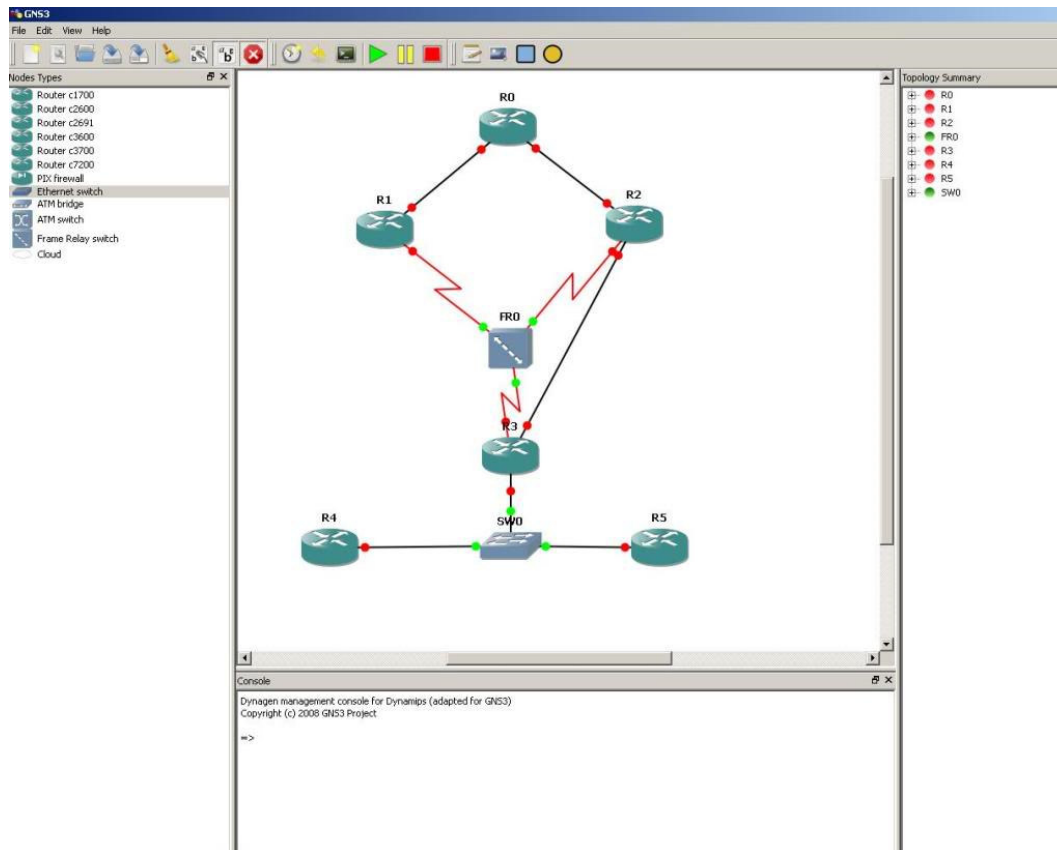 GNS3
File Edit View Help
Nodes Types
Router c1700
Router c2600
Router c2691
Router c3600
Router c3700
Router c7200
PIX firewall
Ethernet switch
ATM bridge
ATM switch
Frame Relay switch
Cloud
R0
R1
R2
FR0
R3
R4
SW0
R5
Topology Summary
R0
R1
R2
FR0
R3
R4
R5
SW0
Console
Dynagen management console for Dynamips (adapted for GNS3)
Copyright (c) 2008 GNS3 Project
=>